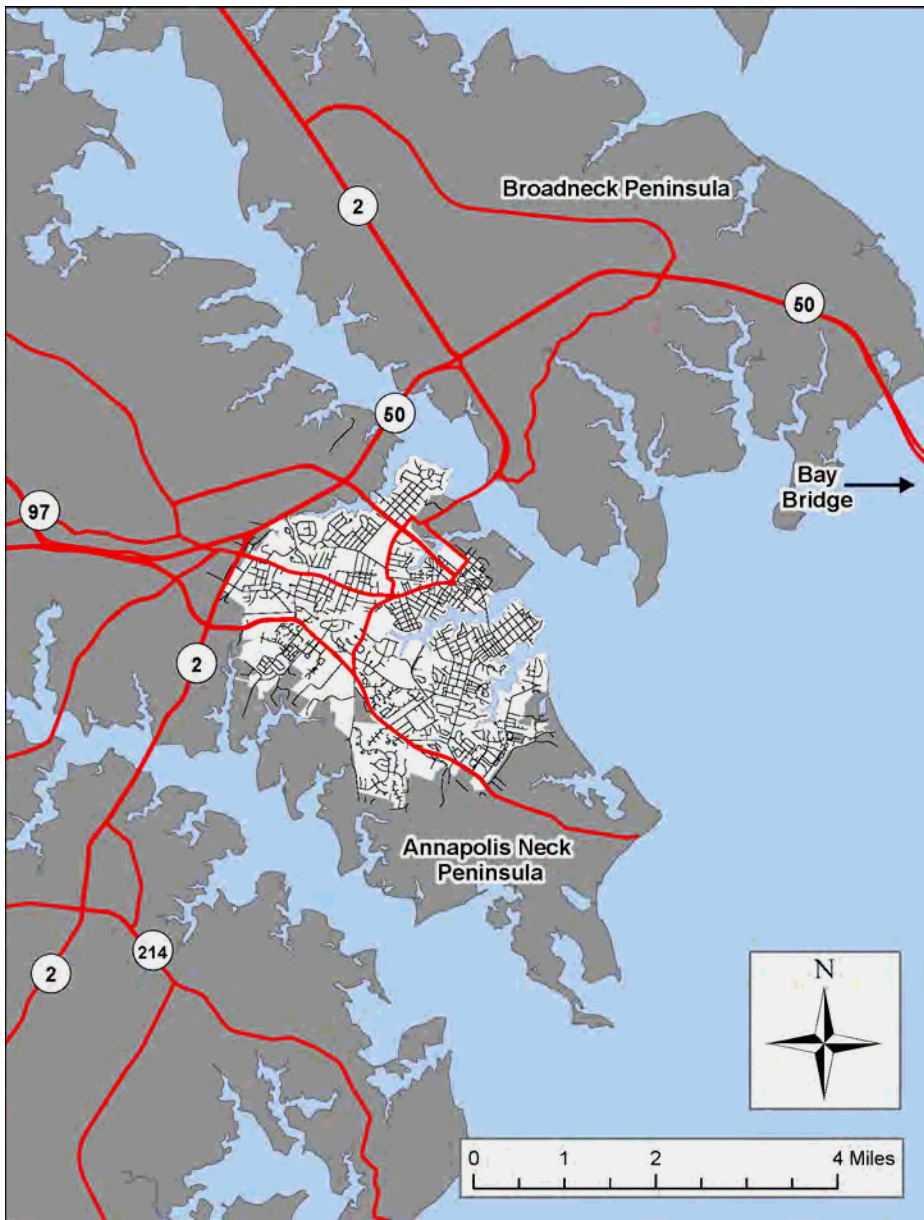 Broadneck Peninsula
2
50
50
Bay
Bridge
97
2
Annapolis Neck
Peninsula
214
2
N
0 1 2 4 Miles